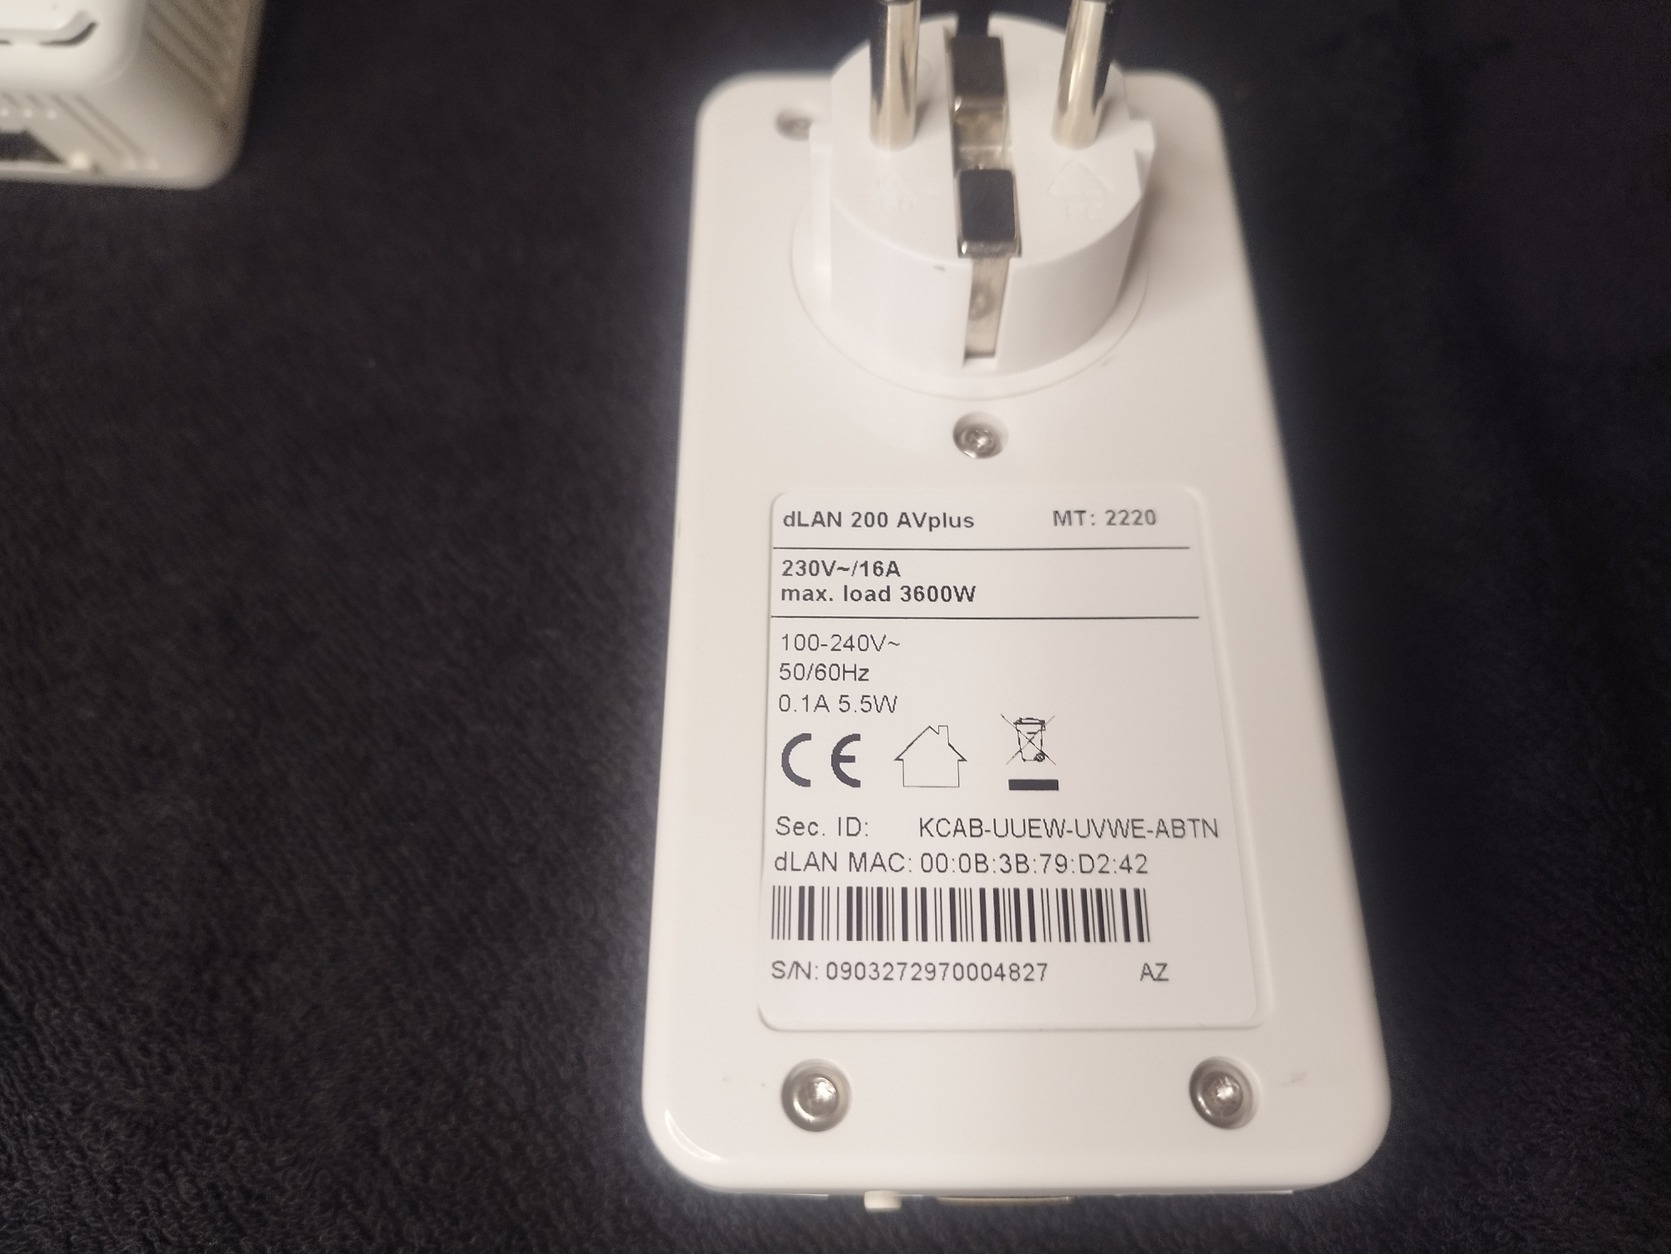 dLAN 200 AVplus MT: 2220
230V~/16A
max. load 3600W
100-240V~
50/60Hz
0.1A 5.5W
CE
Sec. ID: KCAB-UUEW-UVWE-ABTN
dLAN MAC: 00:0B:3B:79:D2:42
S/N: 0903272970004827 AZ